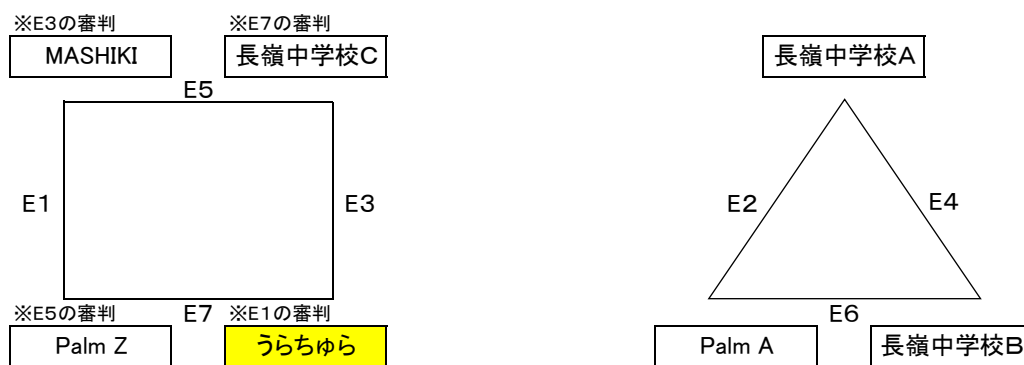 ※E3の審判 ※E7の審判
MASHIKI 長嶺中学校C 長嶺中学校A
E5
E1 E3 E2 E4
※E5の審判 E7 ※E1の審判 E6
Palm Z うらちゅら Palm A 長嶺中学校B